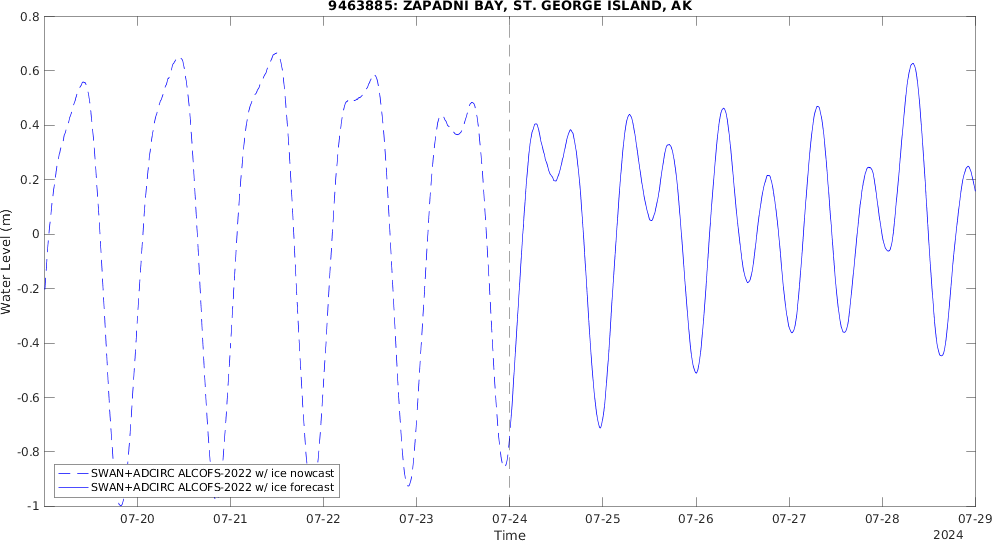 9463885: ZAPADNI BAY, ST. GEORGE ISLAND, AK
Water Level (m)
0.8
0.6
0.4
0.2
0
-0.2
-0.4
-0.6
-0.8
-1
SWAN+ADCIRC ALCOFS-2022 w/ ice nowcast
SWAN+ADCIRC ALCOFS-2022 w/ ice forecast
07-20 07-21 07-22 07-23 07-24 07-25 07-26 07-27 07-28 07-29
Time
2024